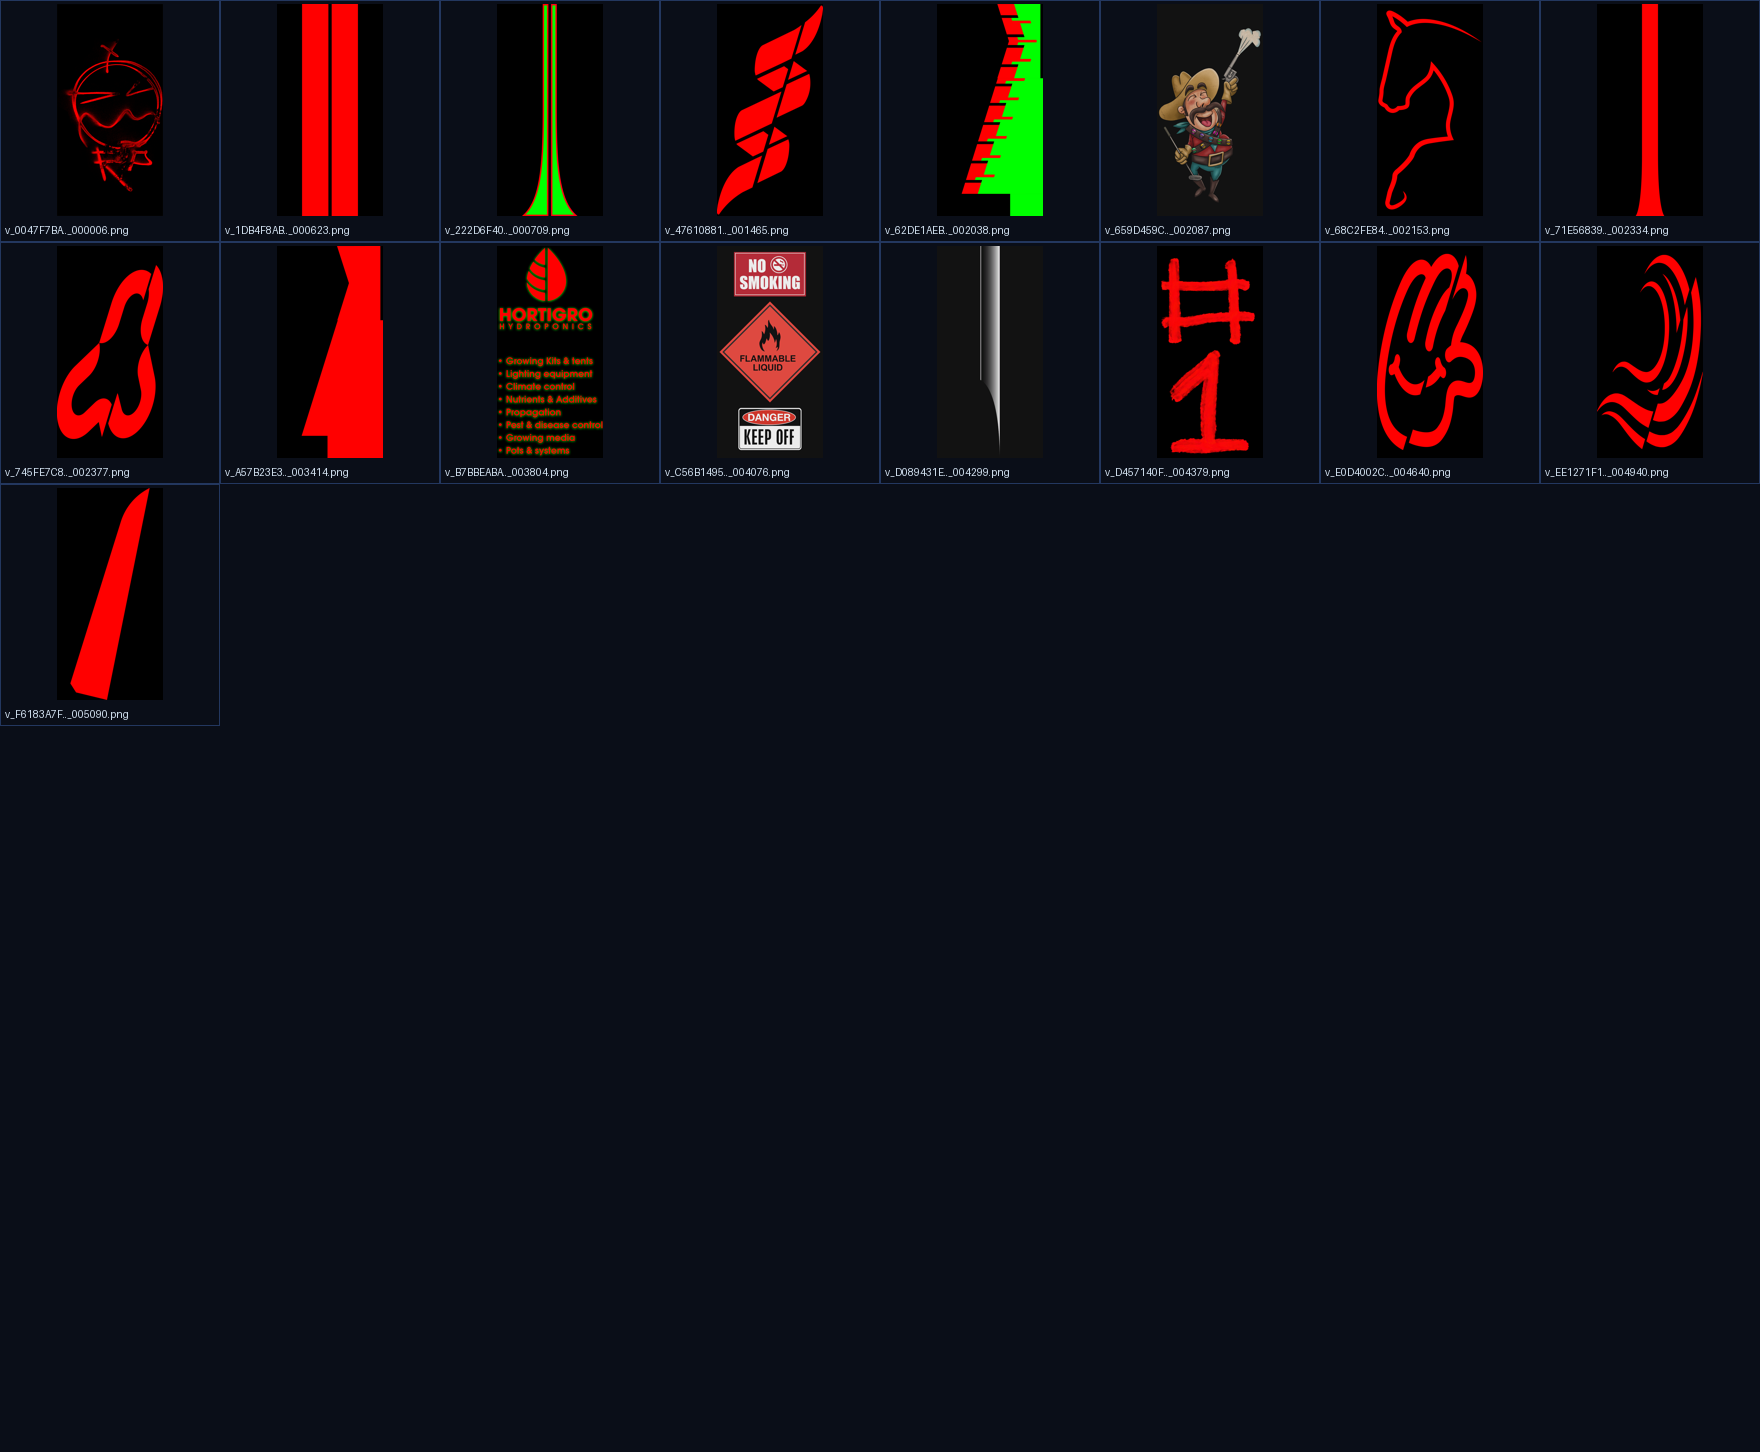 v_0047F7BA.._000006.png
v_1DB4F8AB.._000623.png
v_222D6F40.._000709.png
v_47610881.._001465.png
v_62DE1AEB.._002038.png
v_659D459C.._002087.png
v_68C2FE84.._002153.png
v_71E56839.._002334.png
HORTIGRO
HYDROPONICS
• Growing Kits & tents
• Lighting equipment
• Climate control
• Nutrients & Additives
• Propagation
• Pest & disease control
• Growing media
• Pots & systems
NO
SMOKING
FLAMMABLE
LIQUID
DANGER
KEEP OFF
#
1
v_745FE7C8.._002377.png
v_A57B23E3.._003414.png
v_B7BBEABA.._003804.png
v_C56B1495.._004076.png
v_D089431E.._004299.png
v_D457140F.._004379.png
v_E0D4002C.._004640.png
v_EE1271F1.._004940.png
v_F6183A7F.._005090.png